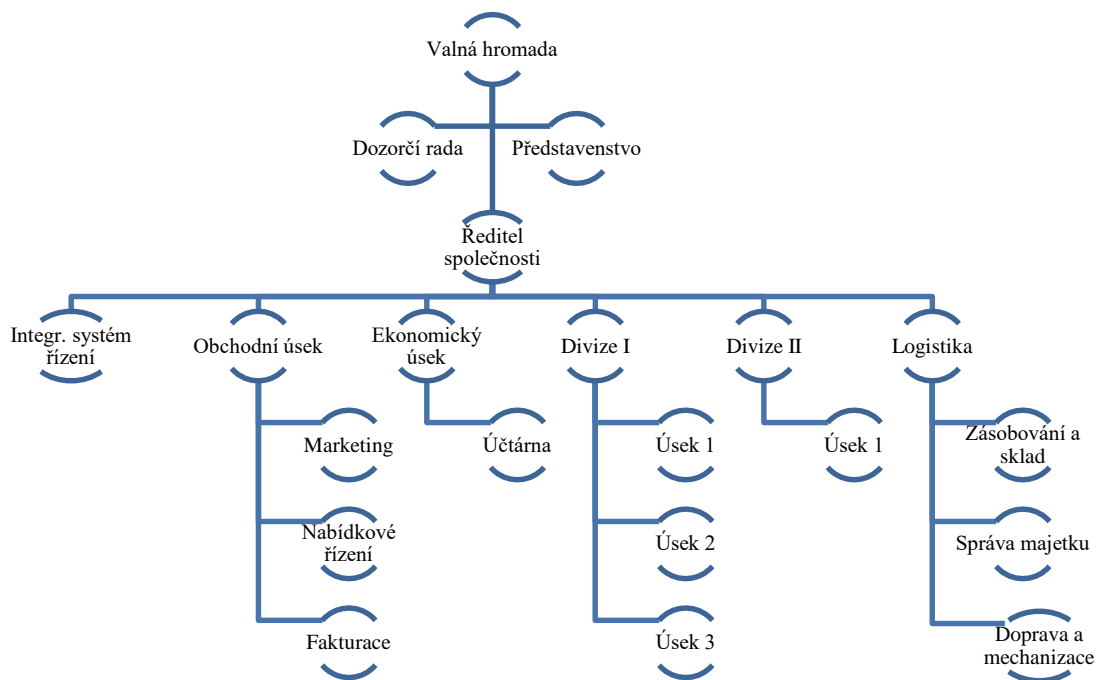 Valná hromada
Dozorčí rada
Představenstvo
Ředitel
společnosti
Integr. systém
řízení
Obchodní úsek
Ekonomický
úsek
Divize I
Divize II
Logistika
Marketing
Účtárna
Úsek 1
Úsek 1
Zásobování a
sklad
Nabídkové
řízení
Úsek 2
Správa majetku
Fakturace
Úsek 3
Doprava a
mechanizace